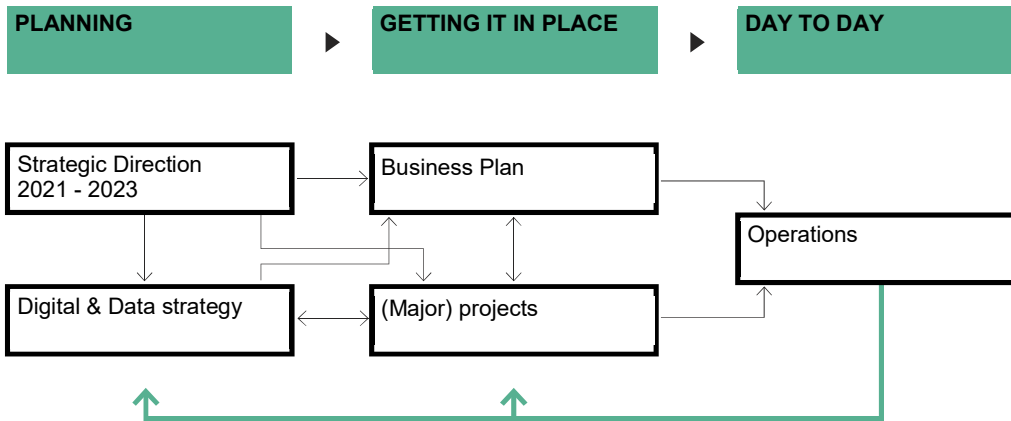 PLANNING
GETTING IT IN PLACE
DAY TO DAY
Strategic Direction
2021 - 2023
Business Plan
Operations
Digital & Data strategy
(Major) projects